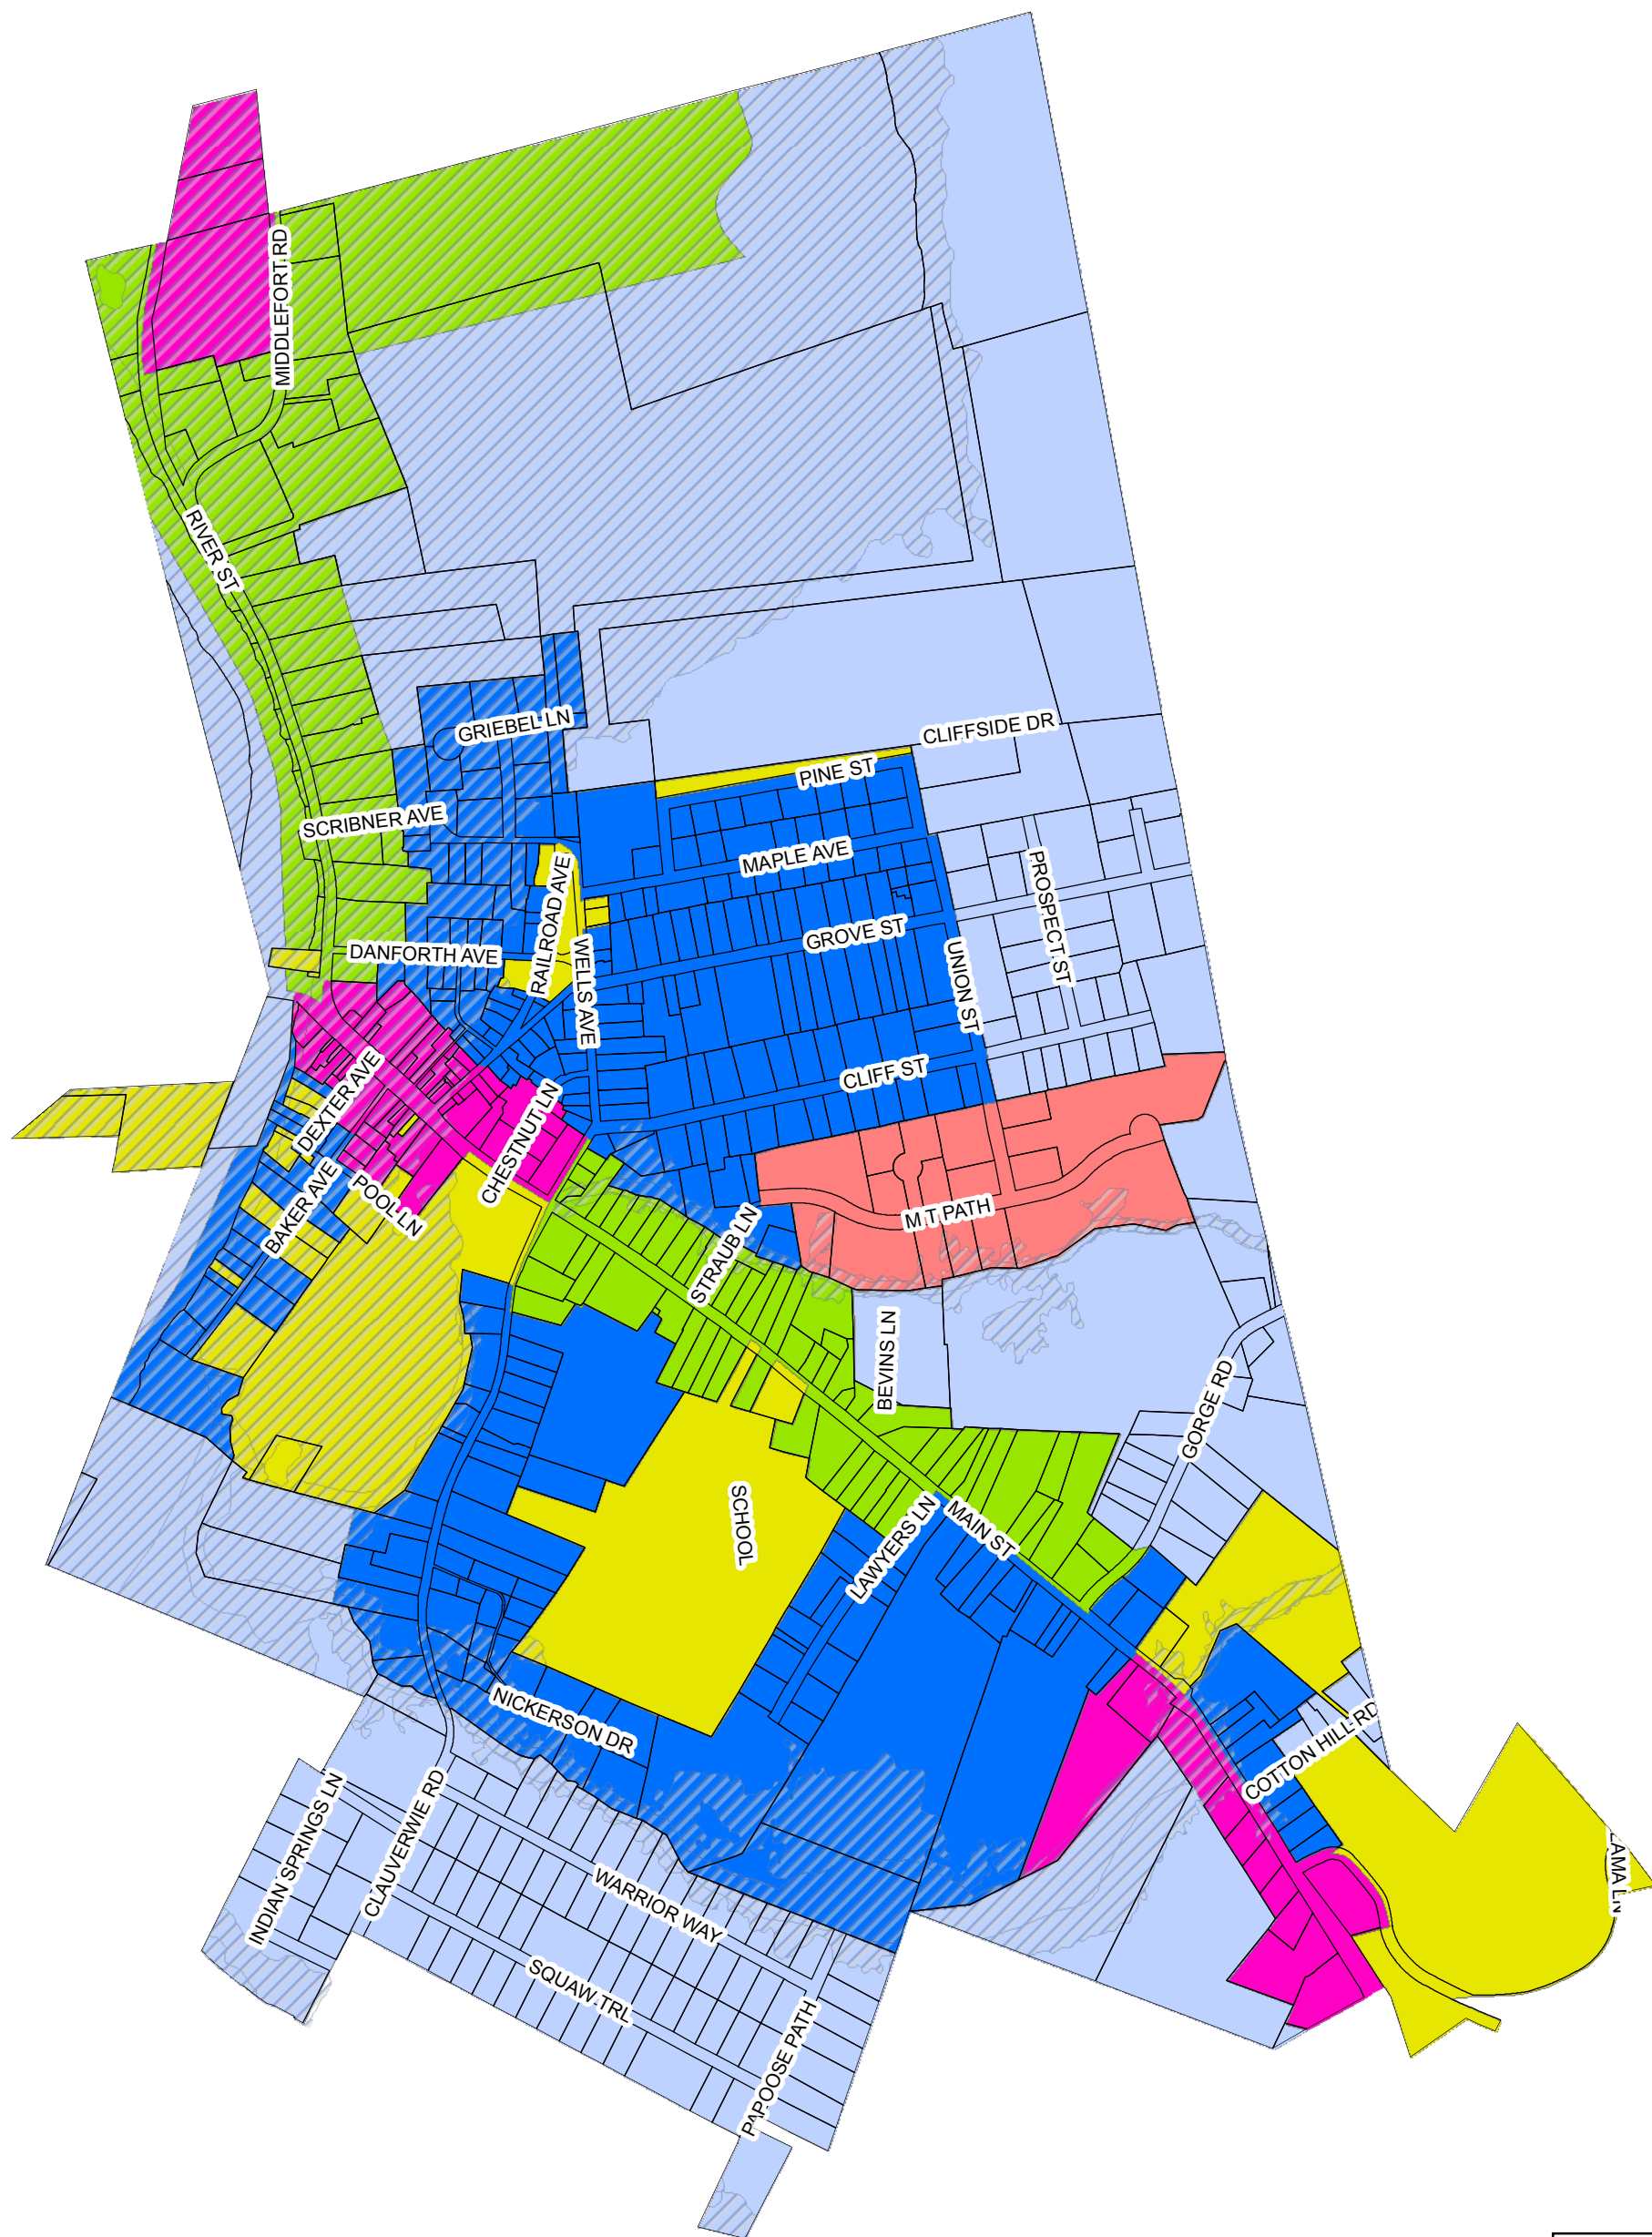 MIDDLEFORT RD
RIVER ST
GRIEBEL LN
CLIFFSIDE DR
PINE ST
SCRIBNER AVE
MAPLE AVE
RAILROAD AVE
PROSPECT ST
GROVE ST
DANFORTH AVE
WELLS AVE
UNION ST
CLIFF ST
DEXTER AVE
CHESTNUT LN
BAKER AVE
POOL LN
M T PATH
STRAUB LN
BEVINS LN
GORGE RD
SCHOOL
LAWYERS LN
MAIN ST
NICKERSON DR
COTTON HILL RD
INDIAN SPRINGS LN
CLAUVERWIE RD
WARRIOR WAY
LAMA LN
SQUAW TRL
PAPOOSE PATH